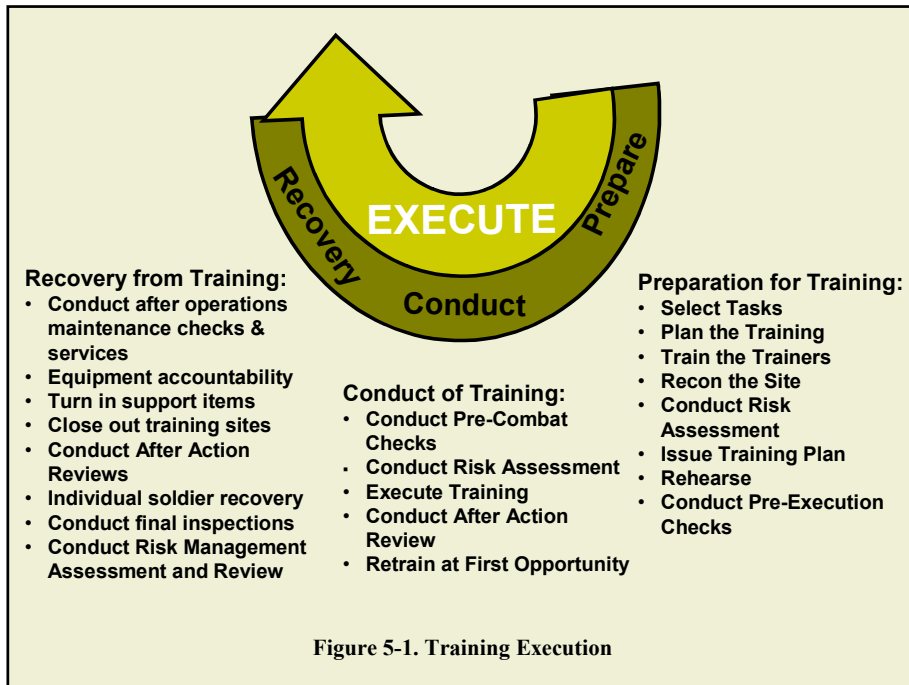 Recovery
EXECUTE
Prepare
Conduct
Recovery from Training:
• Conduct after operations
maintenance checks &
services
• Equipment accountability
• Turn in support items
• Close out training sites
• Conduct After Action
Reviews
• Individual soldier recovery
• Conduct final inspections
• Conduct Risk Management
Assessment and Review
Conduct of Training:
• Conduct Pre-Combat
Checks
▪ Conduct Risk Assessment
• Execute Training
• Conduct After Action
Review
• Retrain at First Opportunity
Preparation for Training:
• Select Tasks
• Plan the Training
• Train the Trainers
• Recon the Site
• Conduct Risk
Assessment
• Issue Training Plan
• Rehearse
• Conduct Pre-Execution
Checks
Figure 5-1. Training Execution